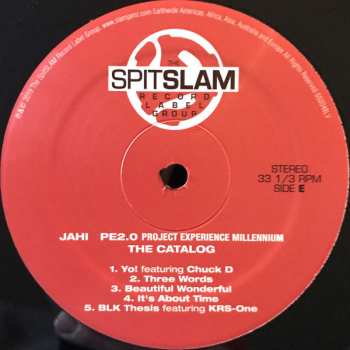 THE
SPITSLAM
RECORD
LABEL
GROUP
STEREO
33 1/3 RPM
SIDE E
JAHI PE2.0 PROJECT EXPERIENCE MILLENNIUM
THE CATALOG
1. Yo! featuring Chuck D
2. Three Words
3. Beautiful Wonderful
4. It's About Time
5. BLK Thesis featuring KRS-One